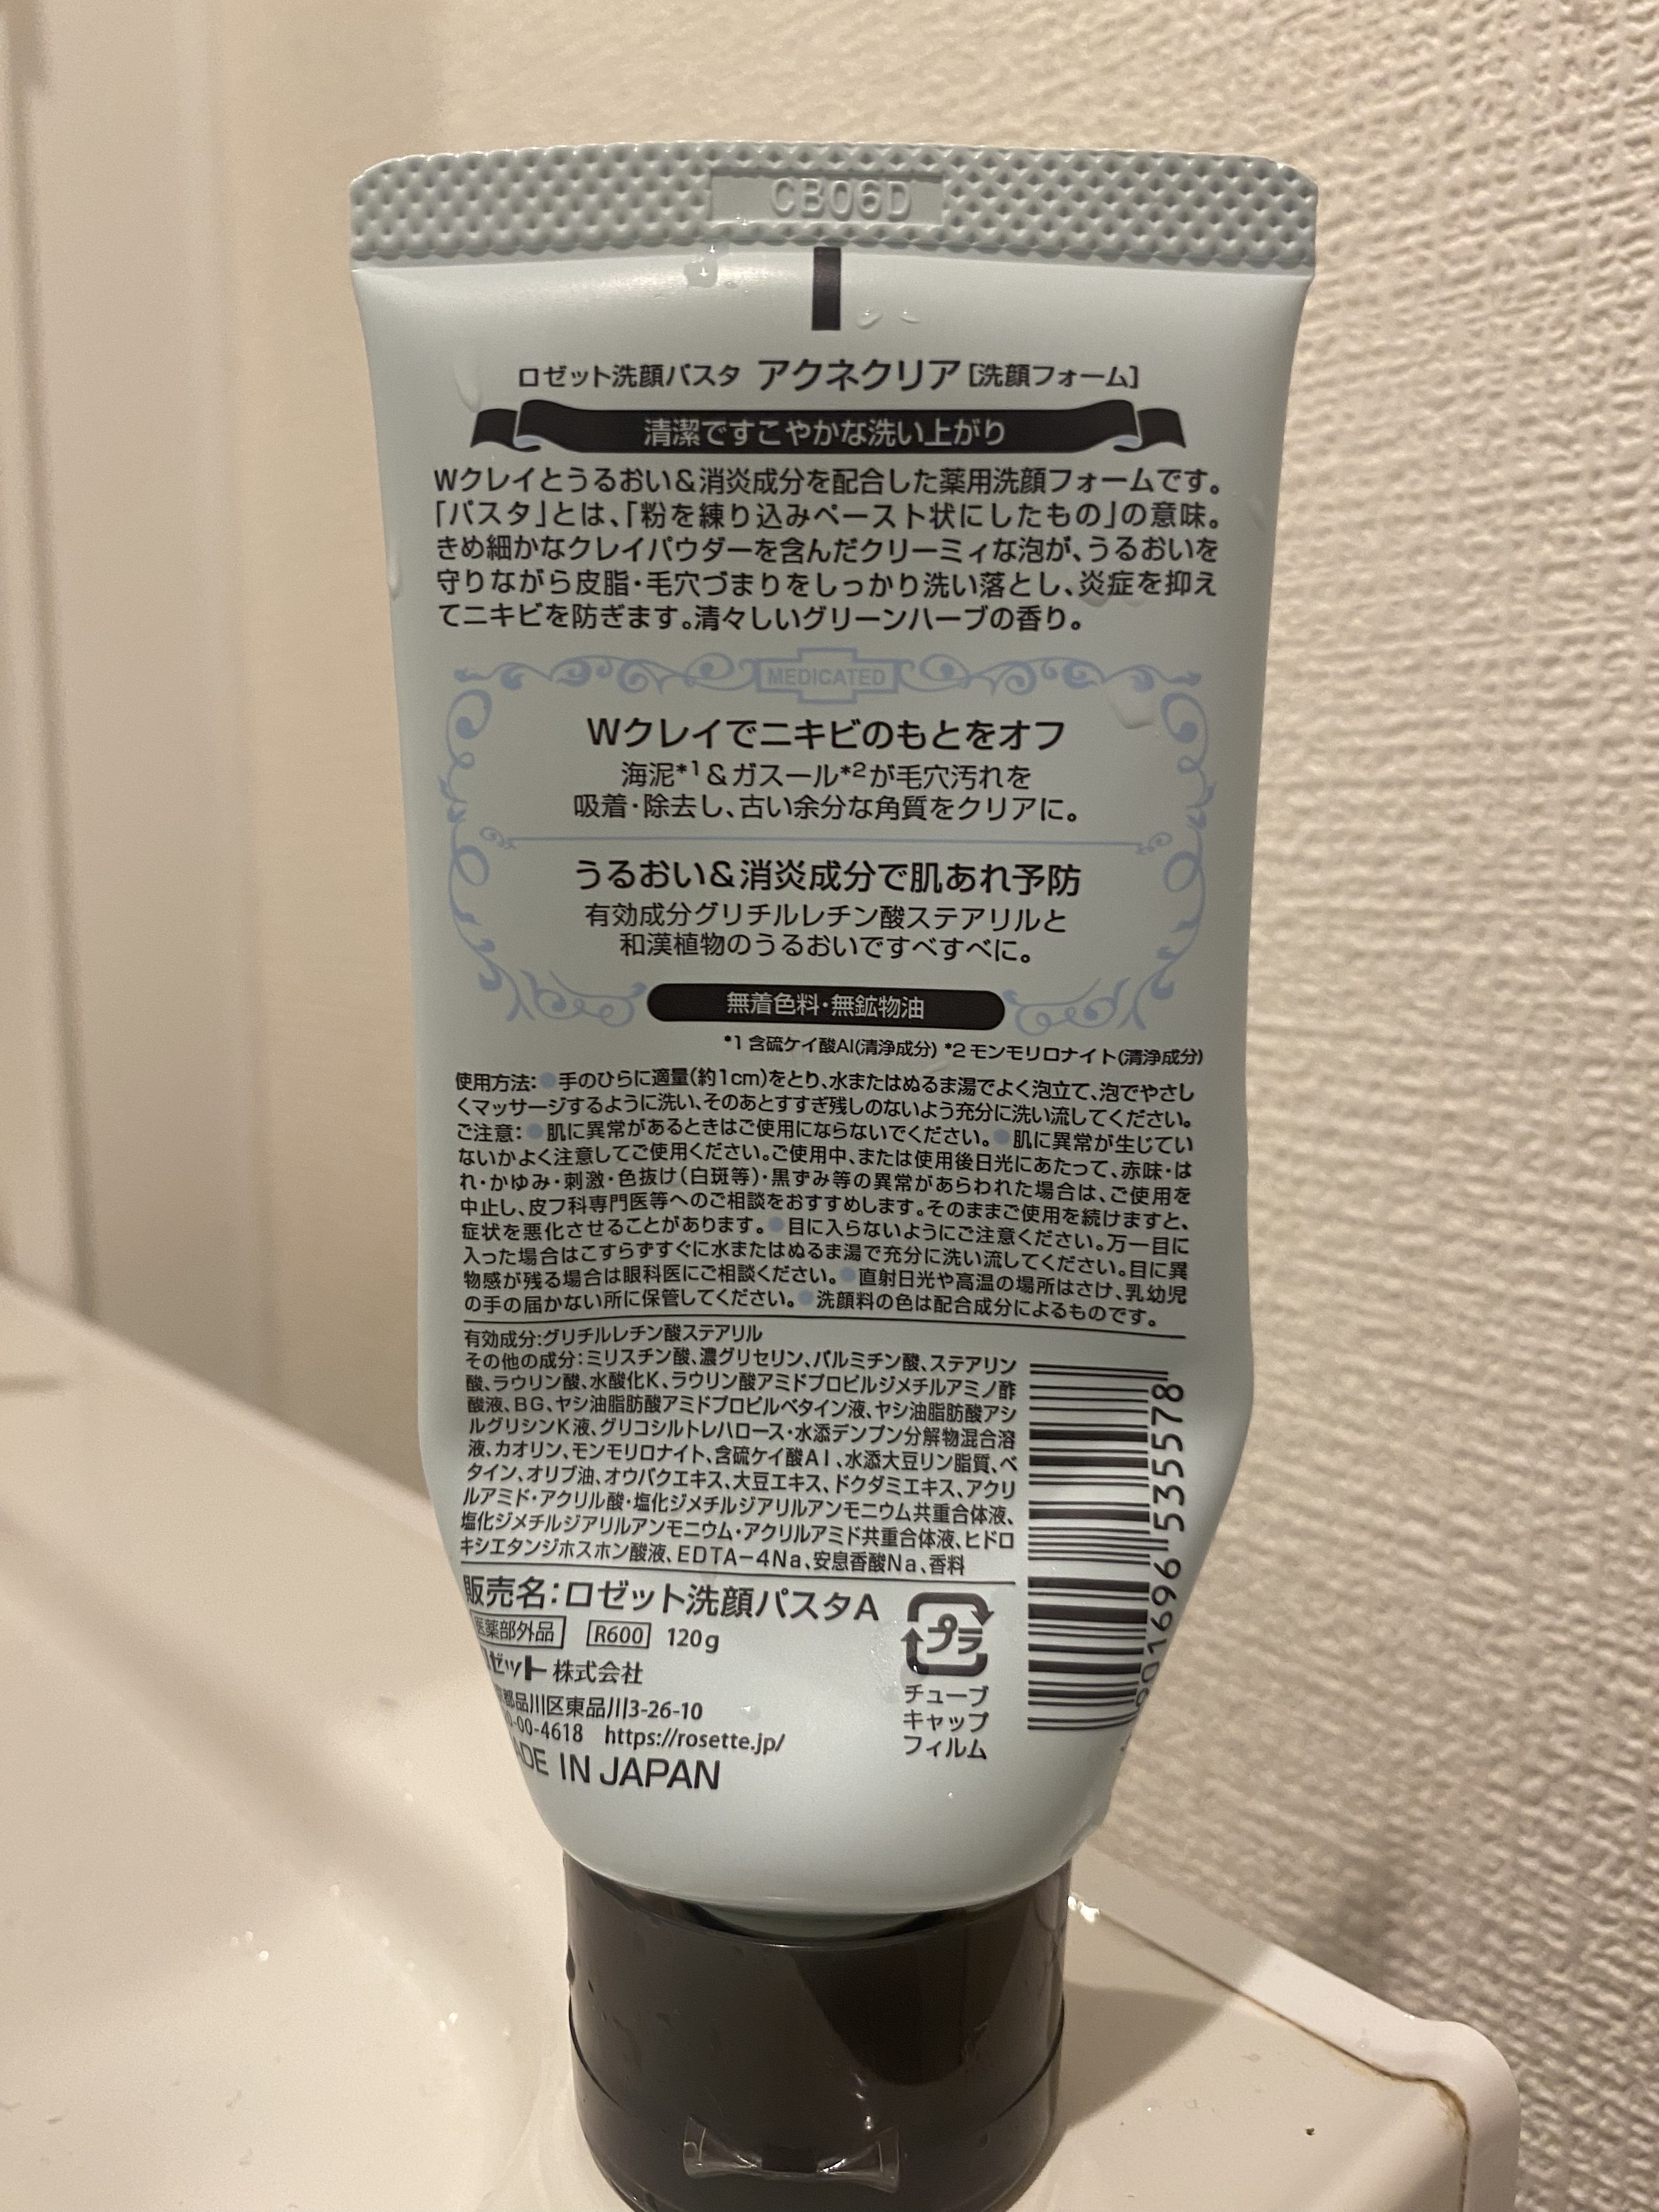 CB06D
ロゼット洗顔パスタ アクネクリア [洗顔フォーム]
清潔ですこやかな洗い上がり
Wクレイとうるおい&消炎成分を配合した薬用洗顔フォームです。
「パスタ」とは、「粉を練り込みペースト状にしたもの」の意味。
きめ細かなクレイパウダーを含んだクリーミィな泡が、うるおいを
守りながら皮脂・毛穴づまりをしっかり洗い落とし、炎症を抑え
てニキビを防ぎます。清々しいグリーンハーブの香り。
MEDICATED
Wクレイでニキビのもとをオフ
海泥*1&ガスール*2が毛穴汚れを
吸着・除去し、古い余分な角質をクリアに。
うるおい&消炎成分で肌あれ予防
有効成分グリチルレチン酸ステアリルと
和漢植物のうるおいですべすべに。
無着色料・無鉱物油
*1 含硫ケイ酸Al(清浄成分) *2 モンモリロナイト(清浄成分)
使用方法:●手のひらに適量(約1cm)をとり、水またはぬるま湯でよく泡立て、泡でやさし
くマッサージするように洗い、そのあとすすぎ残しのないよう充分に洗い流してください。
ご注意:●肌に異常があるときはご使用にならないでください。●肌に異常が生じてい
ないかよく注意してご使用ください。ご使用中、または使用後日光にあたって、赤味・は
れ・かゆみ・刺激・色抜け(白斑等)・黒ずみ等の異常があらわれた場合は、ご使用を
中止し、皮フ科専門医等へのご相談をおすすめします。そのままご使用を続けますと、
症状を悪化させることがあります。●目に入らないようにご注意ください。万一目に
入った場合はこすらずすぐに水またはぬるま湯で充分に洗い流してください。目に異
物感が残る場合は眼科医にご相談ください。●直射日光や高温の場所はさけ、乳幼児
の手の届かない所に保管してください。●洗顔料の色は配合成分によるものです。
有効成分:グリチルレチン酸ステアリル
その他の成分:ミリスチン酸、濃グリセリン、パルミチン酸、ステアリン
酸、ラウリン酸、水酸化K、ラウリン酸アミドプロピルジメチルアミノ酢
酸液、BG、ヤシ油脂肪酸アミドプロピルベタイン液、ヤシ油脂肪酸アシ
ルグリシンK液、グリコシルトレハロース・水添デンプン分解物混合溶
液、カオリン、モンモリロナイト、含硫ケイ酸Al、水添大豆リン脂質、ベ
タイン、オリブ油、オウバクエキス、大豆エキス、ドクダミエキス、アクリ
ルアミド・アクリル酸・塩化ジメチルジアリルアンモニウム共重合体液、
塩化ジメチルジアリルアンモニウム・アクリルアミド共重合体液、ヒドロ
キシエタンジホスホン酸液、EDTA-4Na、安息香酸Na、香料
販売名:ロゼット洗顔パスタA
医薬部外品 R600 120g
ロゼット株式会社
都品川区東品川3-26-10
0-00-4618 https://rosette.jp/
MADE IN JAPAN
プラ
チューブ
キャップ
フィルム
4901696 535578